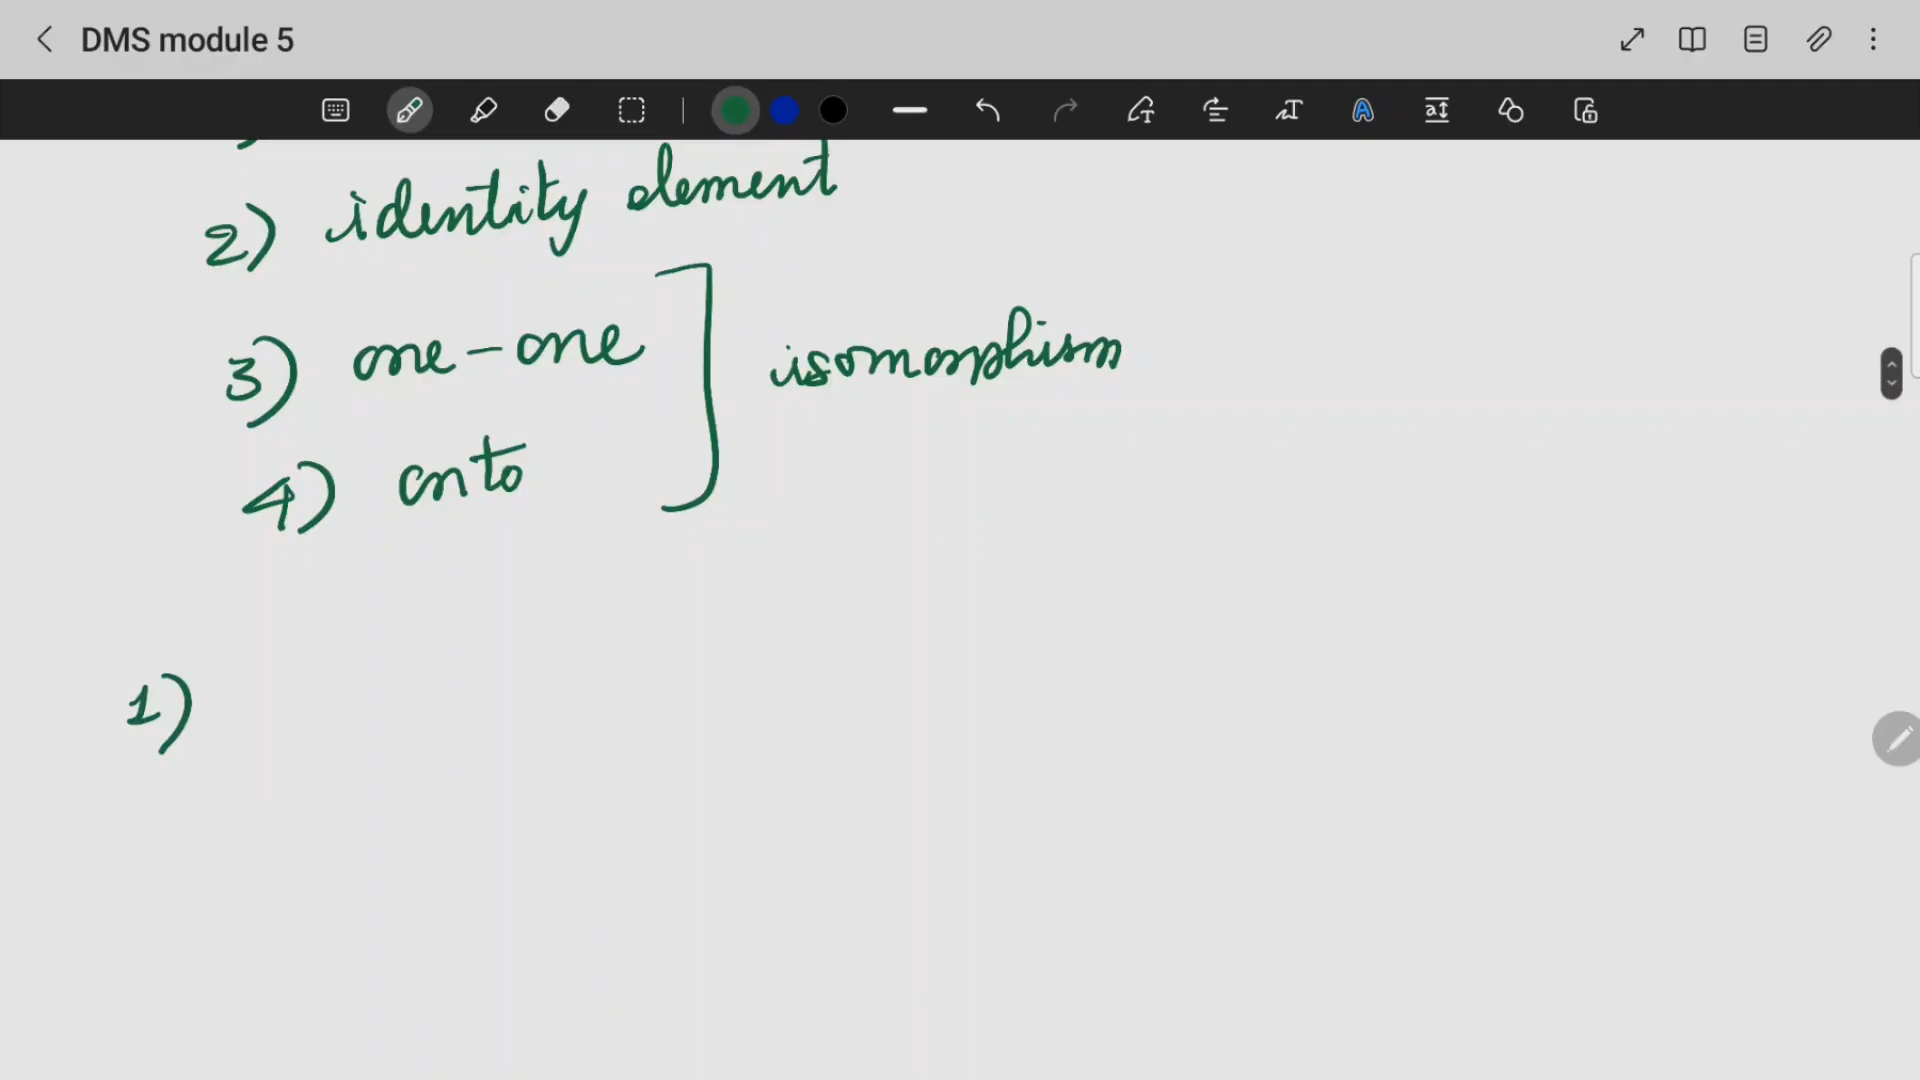 DMS module 5
2) identity element
3) one-one
isomorphism
4) onto
1)